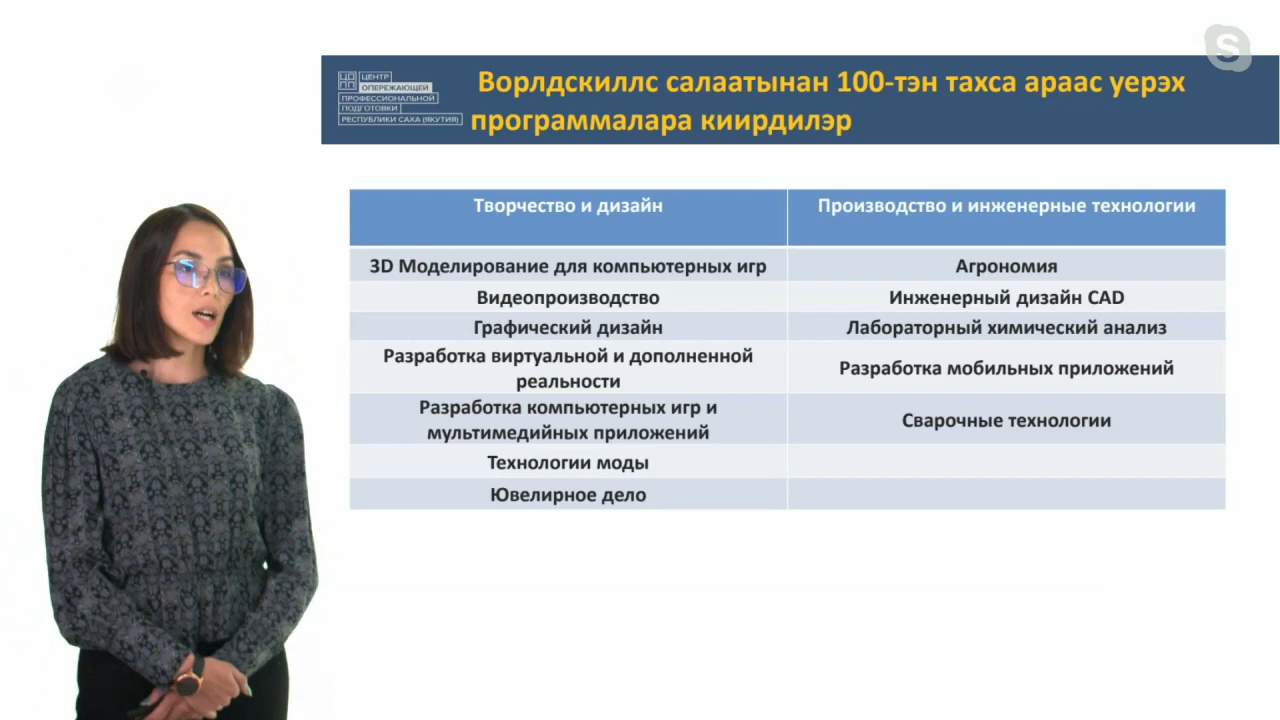 Ворлдскиллс салаатынан 100-тэн тахса араас уерэх
программалара киирдилэр
ЦОПП ЦЕНТР
ОПЕРЕЖАЮЩЕЙ
ПРОФЕССИОНАЛЬНОЙ
ПОДГОТОВКИ
РЕСПУБЛИКИ САХА (ЯКУТИЯ)
Творчество и дизайн
Производство и инженерные технологии
3D Моделирование для компьютерных игр
Агрономия
Видеопроизводство
Инженерный дизайн CAD
Графический дизайн
Лабораторный химический анализ
Разработка виртуальной и дополненной
реальности
Разработка мобильных приложений
Разработка компьютерных игр и
мультимедийных приложений
Сварочные технологии
Технологии моды
Ювелирное дело